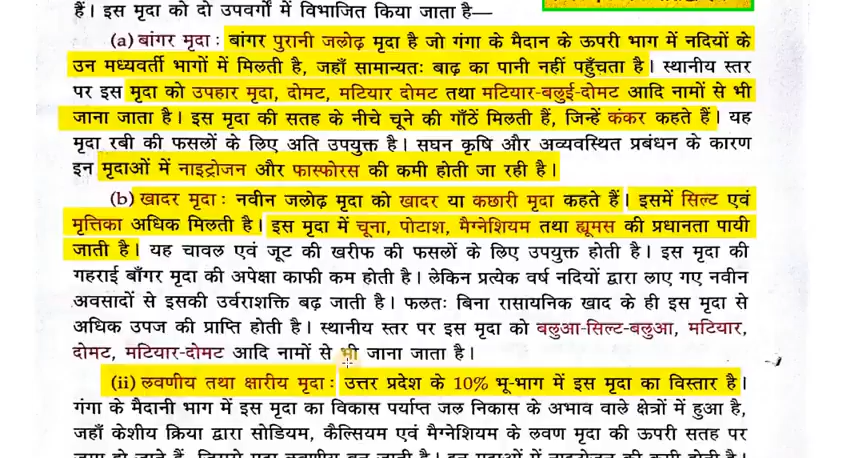 हैं। इस मृदा को दो उपवर्गों में विभाजित किया जाता है—
(a) बांगर मृदा : बांगर पुरानी जलोढ़ मृदा है जो गंगा के मैदान के ऊपरी भाग में नदियों के
उन मध्यवर्ती भागों में मिलती है, जहाँ सामान्यतः बाढ़ का पानी नहीं पहुँचता है। स्थानीय स्तर
पर इस मृदा को उपहार मृदा, दोमट, मटियार दोमट तथा मटियार-बलुई-दोमट आदि नामों से भी
जाना जाता है। इस मृदा की सतह के नीचे चूने की गाँठें मिलती हैं, जिन्हें कंकर कहते हैं। यह
मृदा रबी की फसलों के लिए अति उपयुक्त है। सघन कृषि और अव्यवस्थित प्रबंधन के कारण
इन मृदाओं में नाइट्रोजन और फास्फोरस की कमी होती जा रही है।
(b) खादर मृदा : नवीन जलोढ़ मृदा को खादर या कछारी मृदा कहते हैं। इसमें सिल्ट एवं
मृत्तिका अधिक मिलती है। इस मृदा में चूना, पोटाश, मैग्नेशियम तथा ह्यूमस की प्रधानता पायी
जाती है। यह चावल एवं जूट की खरीफ की फसलों के लिए उपयुक्त होती है। इस मृदा की
गहराई बाँगर मृदा की अपेक्षा काफी कम होती है। लेकिन प्रत्येक वर्ष नदियों द्वारा लाए गए नवीन
अवसादों से इसकी उर्वराशक्ति बढ़ जाती है। फलतः बिना रासायनिक खाद के ही इस मृदा से
अधिक उपज की प्राप्ति होती है। स्थानीय स्तर पर इस मृदा को बलुआ-सिल्ट-बलुआ, मटियार,
दोमट, मटियार-दोमट आदि नामों से भी जाना जाता है।
(ii) लवणीय तथा क्षारीय मृदा : उत्तर प्रदेश के 10% भू-भाग में इस मृदा का विस्तार है।
गंगा के मैदानी भाग में इस मृदा का विकास पर्याप्त जल निकास के अभाव वाले क्षेत्रों में हुआ है,
जहाँ केशीय क्रिया द्वारा सोडियम, कैल्सियम एवं मैग्नेशियम के लवण मृदा की ऊपरी सतह पर